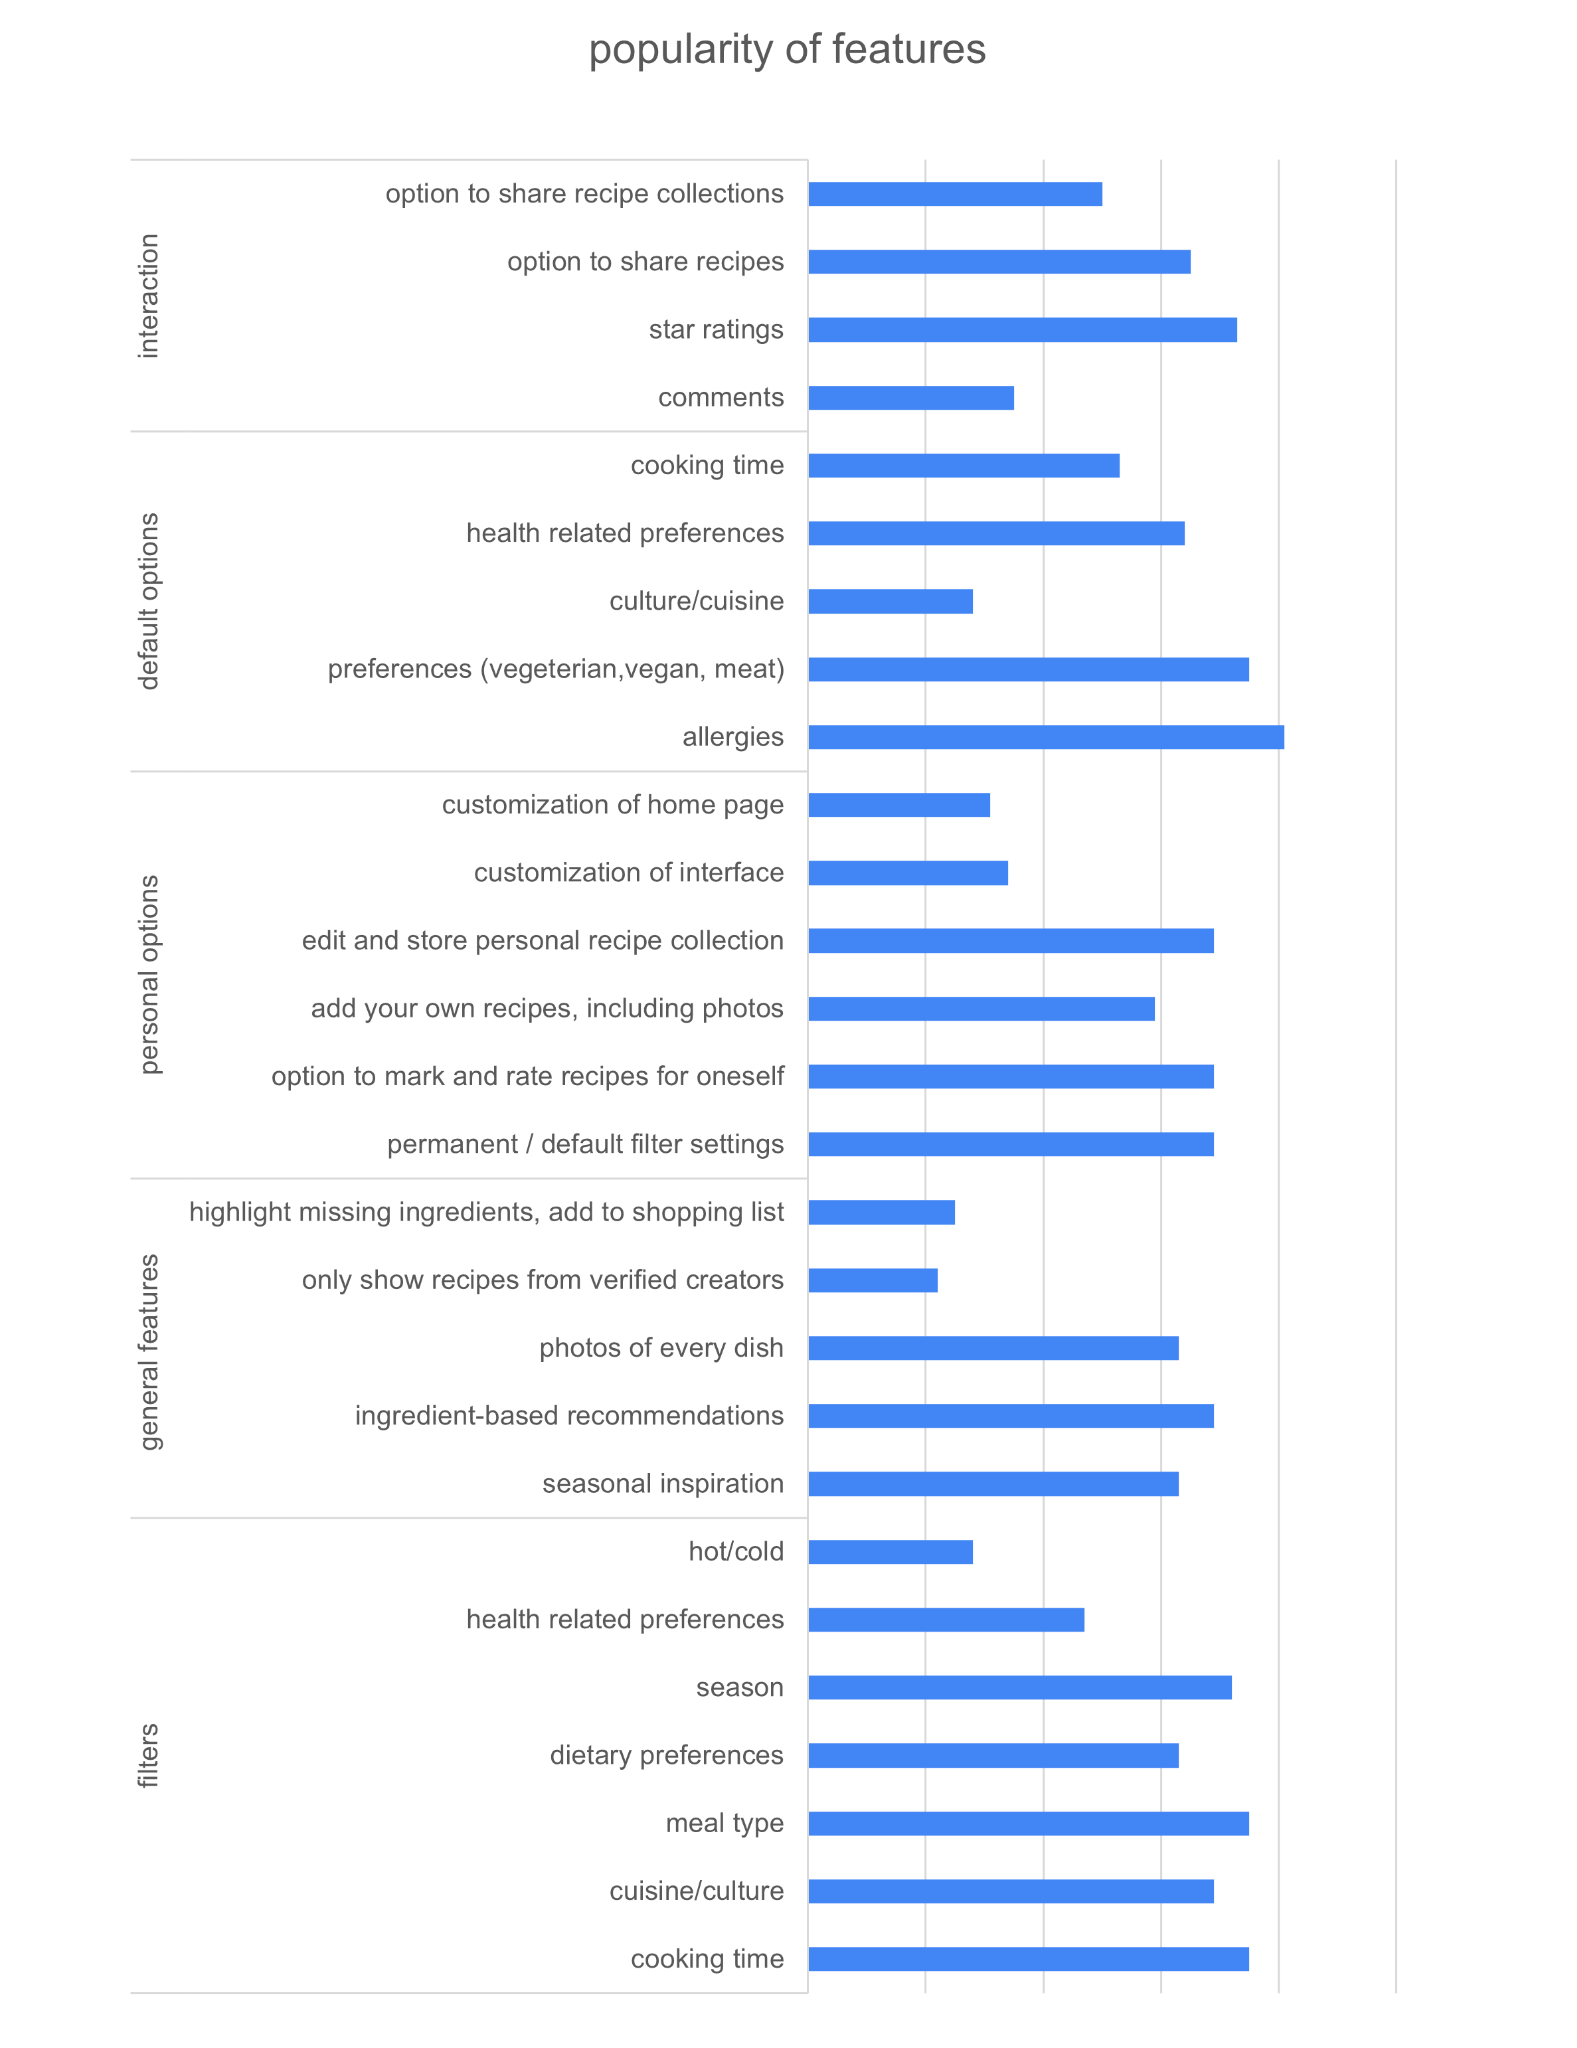 popularity of features
interaction
option to share recipe collections
option to share recipes
star ratings
comments
default options
cooking time
health related preferences
culture/cuisine
preferences (vegeterian,vegan, meat)
allergies
personal options
customization of home page
customization of interface
edit and store personal recipe collection
add your own recipes, including photos
option to mark and rate recipes for oneself
permanent / default filter settings
general features
highlight missing ingredients, add to shopping list
only show recipes from verified creators
photos of every dish
ingredient-based recommendations
seasonal inspiration
filters
hot/cold
health related preferences
season
dietary preferences
meal type
cuisine/culture
cooking time